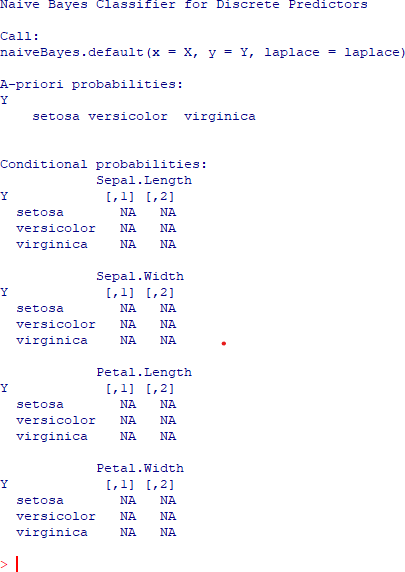 Naive Bayes Classifier for Discrete Predictors
Call:
naiveBayes.default(x = X, y = Y, laplace = laplace)
A-priori probabilities:
Y
    setosa versicolor  virginica
Conditional probabilities:
            Sepal.Length
Y            [,1] [,2]
  setosa       NA   NA
  versicolor   NA   NA
  virginica    NA   NA
            Sepal.Width
Y            [,1] [,2]
  setosa       NA   NA
  versicolor   NA   NA
  virginica    NA   NA
            Petal.Length
Y            [,1] [,2]
  setosa       NA   NA
  versicolor   NA   NA
  virginica    NA   NA
            Petal.Width
Y            [,1] [,2]
  setosa       NA   NA
  versicolor   NA   NA
  virginica    NA   NA
>